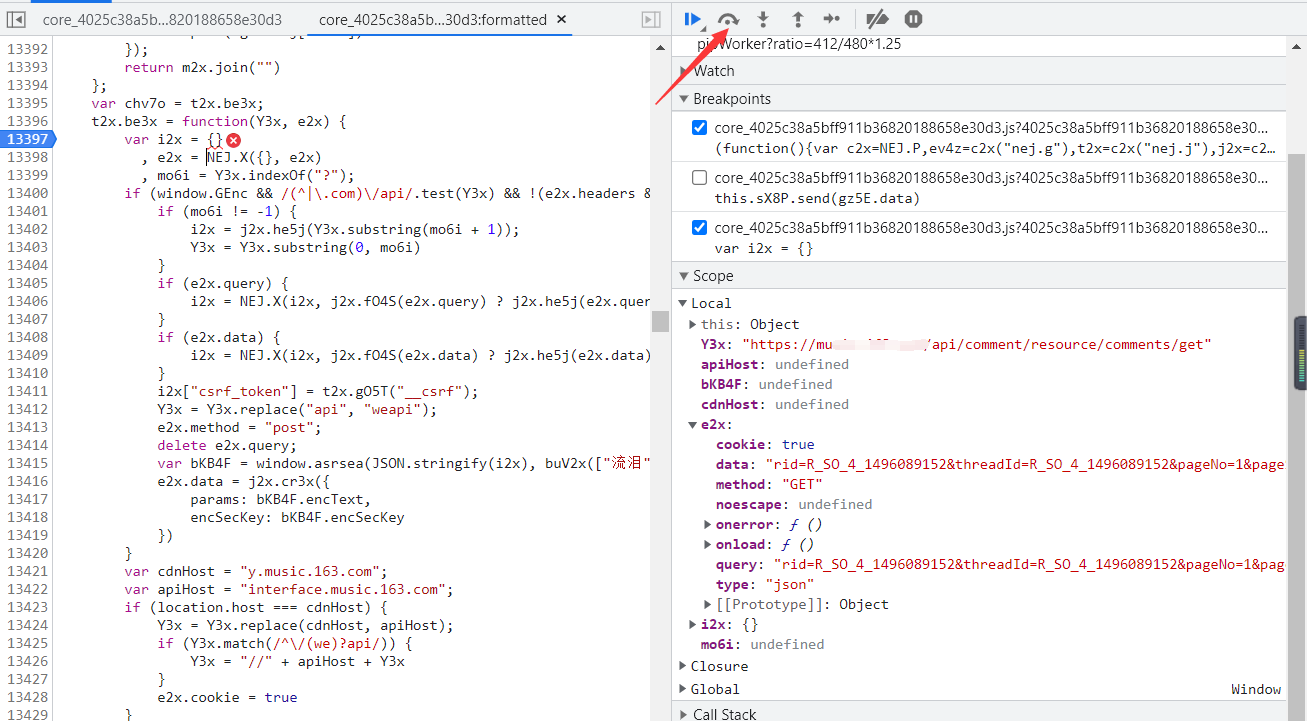 core_4025c38a5b...820188658e30d3
core_4025c38a5b...30d3:formatted ×
13392 });
13393 return m2x.join("")
13394 };
13395 var chv7o = t2x.be3x;
13396 t2x.be3x = function(Y3x, e2x) {
13397 var i2x = {}
13398 , e2x = NEJ.X({}, e2x)
13399 , mo6i = Y3x.indexOf("?");
13400 if (window.GEnc && /(^|\.com)\/api/.test(Y3x) && !(e2x.headers &
13401 if (mo6i != -1) {
13402 i2x = j2x.he5j(Y3x.substring(mo6i + 1));
13403 Y3x = Y3x.substring(0, mo6i)
13404 }
13405 if (e2x.query) {
13406 i2x = NEJ.X(i2x, j2x.fO4S(e2x.query) ? j2x.he5j(e2x.quer
13407 }
13408 if (e2x.data) {
13409 i2x = NEJ.X(i2x, j2x.fO4S(e2x.data) ? j2x.he5j(e2x.data)
13410 }
13411 i2x["csrf_token"] = t2x.gO5T("__csrf");
13412 Y3x = Y3x.replace("api", "weapi");
13413 e2x.method = "post";
13414 delete e2x.query;
13415 var bKB4F = window.asrsea(JSON.stringify(i2x), buV2x(["流泪"
13416 e2x.data = j2x.cr3x({
13417 params: bKB4F.encText,
13418 encSecKey: bKB4F.encSecKey
13419 })
13420 }
13421 var cdnHost = "y.music.163.com";
13422 var apiHost = "interface.music.163.com";
13423 if (location.host === cdnHost) {
13424 Y3x = Y3x.replace(cdnHost, apiHost);
13425 if (Y3x.match(/^\/(we)?api/)) {
13426 Y3x = "//" + apiHost + Y3x
13427 }
13428 e2x.cookie = true
13429 }
Worker?ratio=412/480*1.25
Watch
Breakpoints
core_4025c38a5bff911b36820188658e30d3.js?4025c38a5bff911b36820188658e30...
(function(){var c2x=NEJ.P,ev4z=c2x("nej.g"),t2x=c2x("nej.j"),j2x=c2…
core_4025c38a5bff911b36820188658e30d3.js?4025c38a5bff911b36820188658e30...
this.sX8P.send(gz5E.data)
core_4025c38a5bff911b36820188658e30d3.js?4025c38a5bff911b36820188658e30...
var i2x = {}
Scope
Local
this: Object
Y3x: "https://mu /api/comment/resource/comments/get"
apiHost: undefined
bKB4F: undefined
cdnHost: undefined
e2x:
cookie: true
data: "rid=R_SO_4_1496089152&threadId=R_SO_4_1496089152&pageNo=1&page
method: "GET"
noescape: undefined
onerror: ƒ ()
onload: ƒ ()
query: "rid=R_SO_4_1496089152&threadId=R_SO_4_1496089152&pageNo=1&pag
type: "json"
[[Prototype]]: Object
i2x: {}
mo6i: undefined
Closure
Global Window
Call Stack